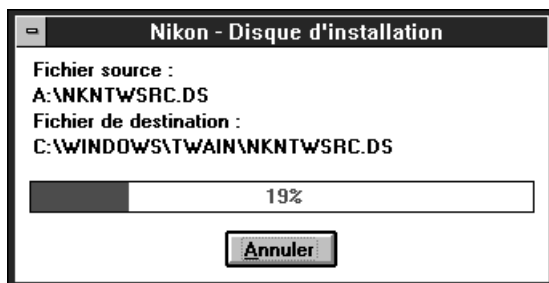 Nikon - Disque d'installation
Fichier source :
A:\NKNTWSRC.DS
Fichier de destination :
C:\WINDOWS\TWAIN\NKNTWSRC.DS
19%
Annuler